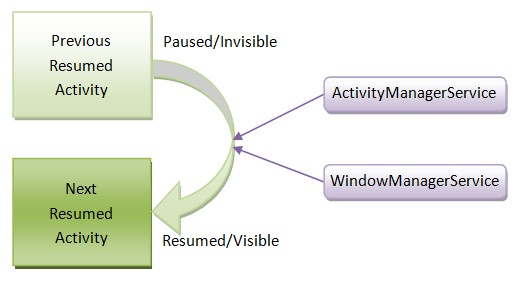 Previous
Resumed
Activity
Paused/Invisible
ActivityManagerService
WindowManagerService
Next
Resumed
Activity
Resumed/Visible